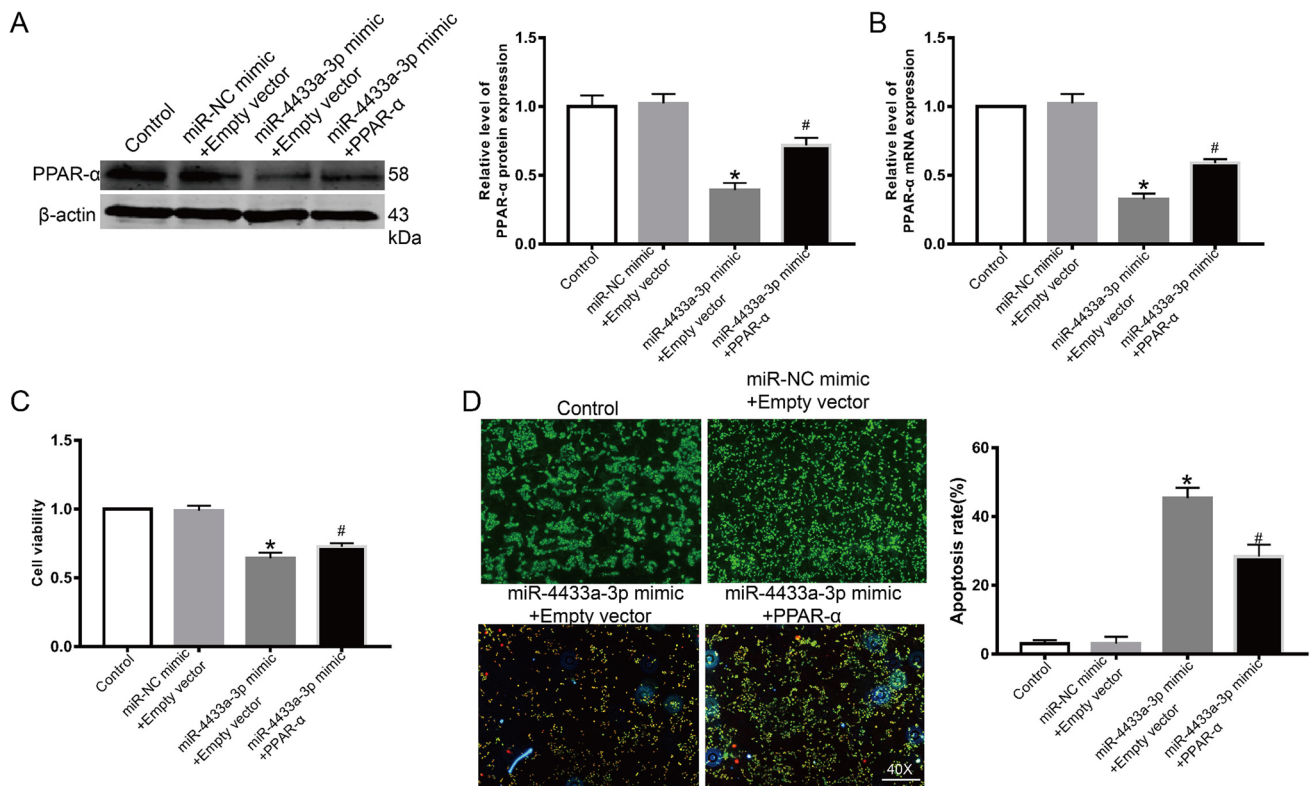 A
Control
miR-NC mimic
+Empty vector
miR-4433a-3p mimic
+Empty vector
miR-4433a-3p mimic
+PPAR-α
PPAR-α
58
β-actin
43
kDa
Relative level of
PPAR-α protein expression
1.5
1.0
0.5
0.0
*
#
Control
miR-NC mimic
+Empty vector
miR-4433a-3p mimic
+Empty vector
miR-4433a-3p mimic
+PPAR-α
B
Relative level of
PPAR-α mRNA expression
1.5
1.0
0.5
0.0
*
#
Control
miR-NC mimic
+Empty vector
miR-4433a-3p mimic
+Empty vector
miR-4433a-3p mimic
+PPAR-α
C
Cell viability
1.5
1.0
0.5
0.0
*
#
Control
miR-NC mimic
+Empty vector
miR-4433a-3p mimic
+Empty vector
miR-4433a-3p mimic
+PPAR-α
D
Control
miR-NC mimic
+Empty vector
miR-4433a-3p mimic
+Empty vector
miR-4433a-3p mimic
+PPAR-α
40X
Apoptosis rate(%)
60
40
20
0
*
#
Control
miR-NC mimic
+Empty vector
miR-4433a-3p mimic
+Empty vector
miR-4433a-3p mimic
+PPAR-α